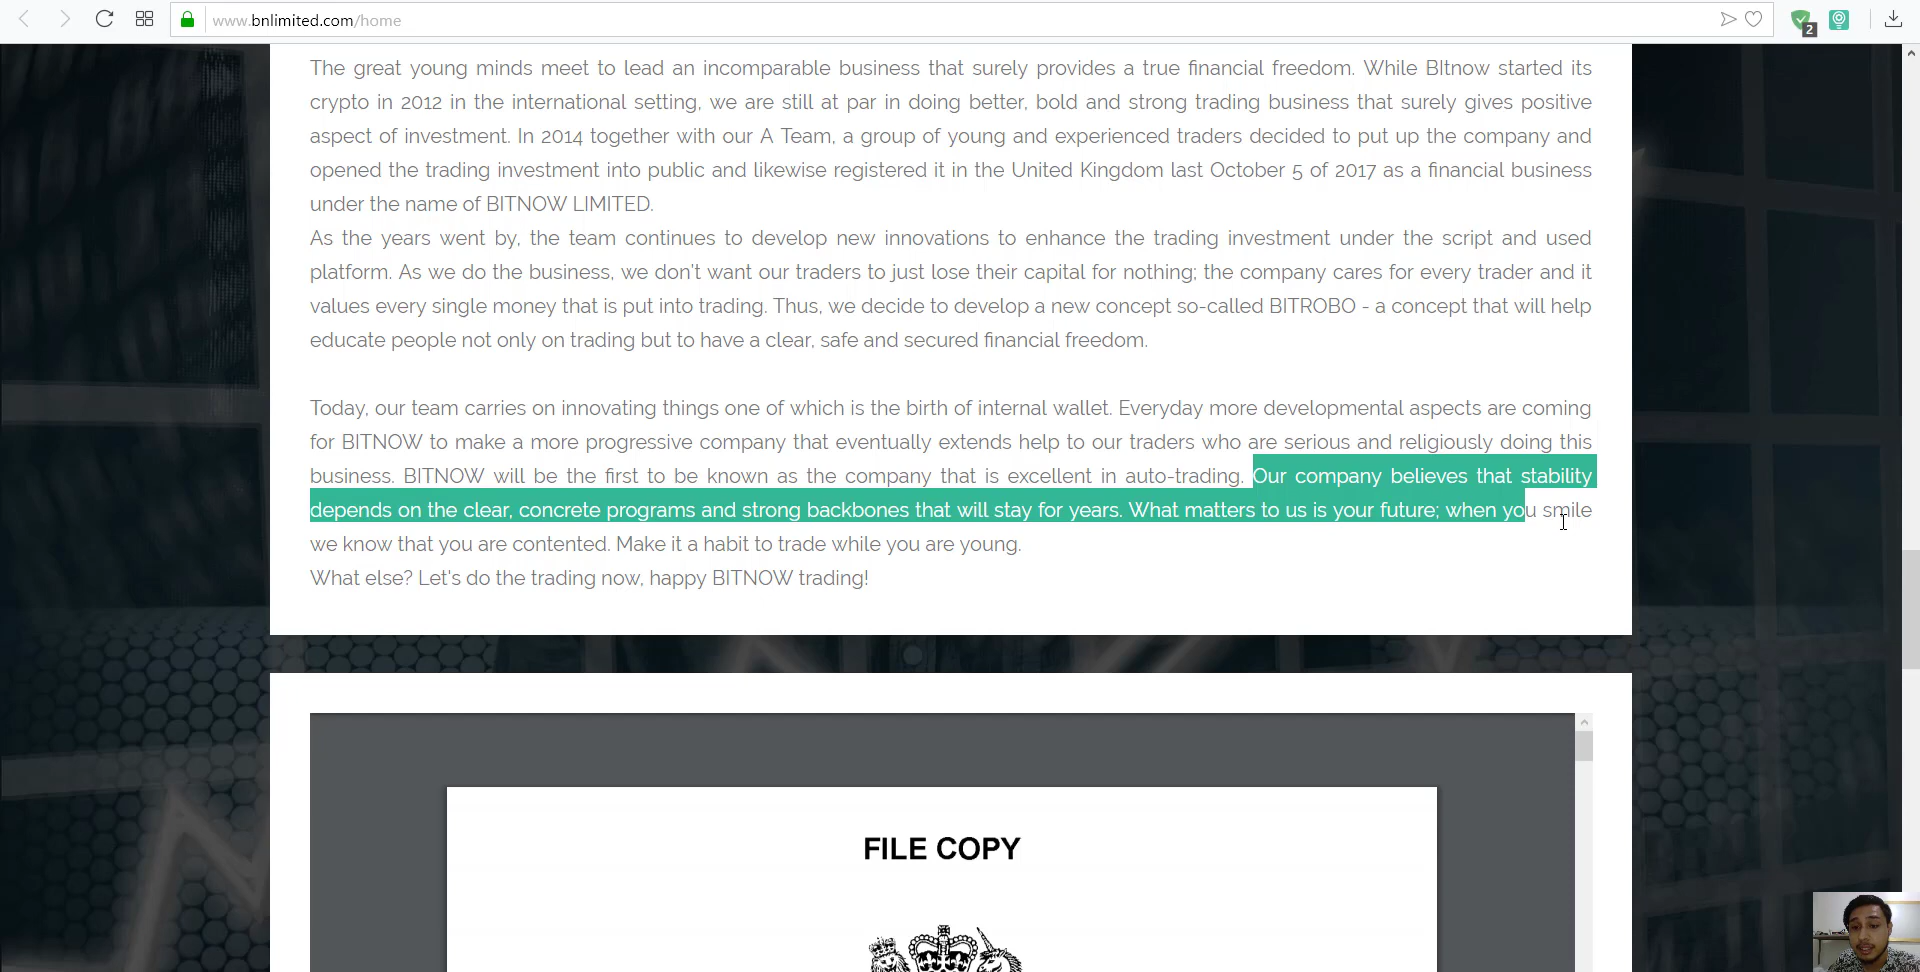 www.bnlimited.com/home
2
The great young minds meet to lead an incomparable business that surely provides a true financial freedom. While BItnow started its
crypto in 2012 in the international setting, we are still at par in doing better, bold and strong trading business that surely gives positive
aspect of investment. In 2014 together with our A Team, a group of young and experienced traders decided to put up the company and
opened the trading investment into public and likewise registered it in the United Kingdom last October 5 of 2017 as a financial business
under the name of BITNOW LIMITED.
As the years went by, the team continues to develop new innovations to enhance the trading investment under the script and used
platform. As we do the business, we don't want our traders to just lose their capital for nothing; the company cares for every trader and it
values every single money that is put into trading. Thus, we decide to develop a new concept so-called BITROBO - a concept that will help
educate people not only on trading but to have a clear, safe and secured financial freedom.
Today, our team carries on innovating things one of which is the birth of internal wallet. Everyday more developmental aspects are coming
for BITNOW to make a more progressive company that eventually extends help to our traders who are serious and religiously doing this
business. BITNOW will be the first to be known as the company that is excellent in auto-trading. Our company believes that stability
depends on the clear, concrete programs and strong backbones that will stay for years. What matters to us is your future; when you smile
we know that you are contented. Make it a habit to trade while you are young.
What else? Let's do the trading now, happy BITNOW trading!
FILE COPY